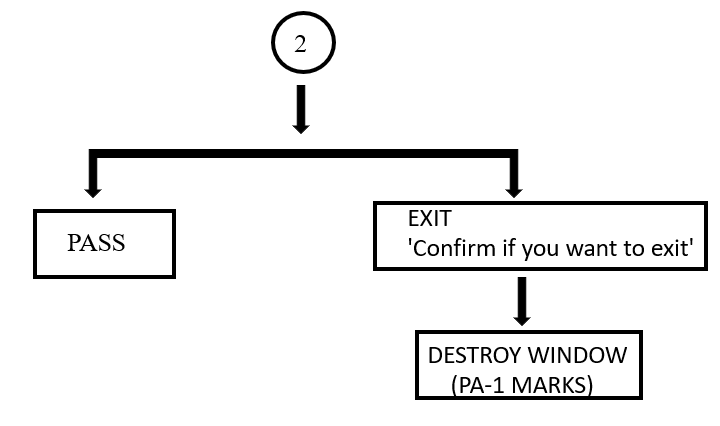 2
PASS
EXIT
'Confirm if you want to exit'
DESTROY WINDOW
(PA-1 MARKS)